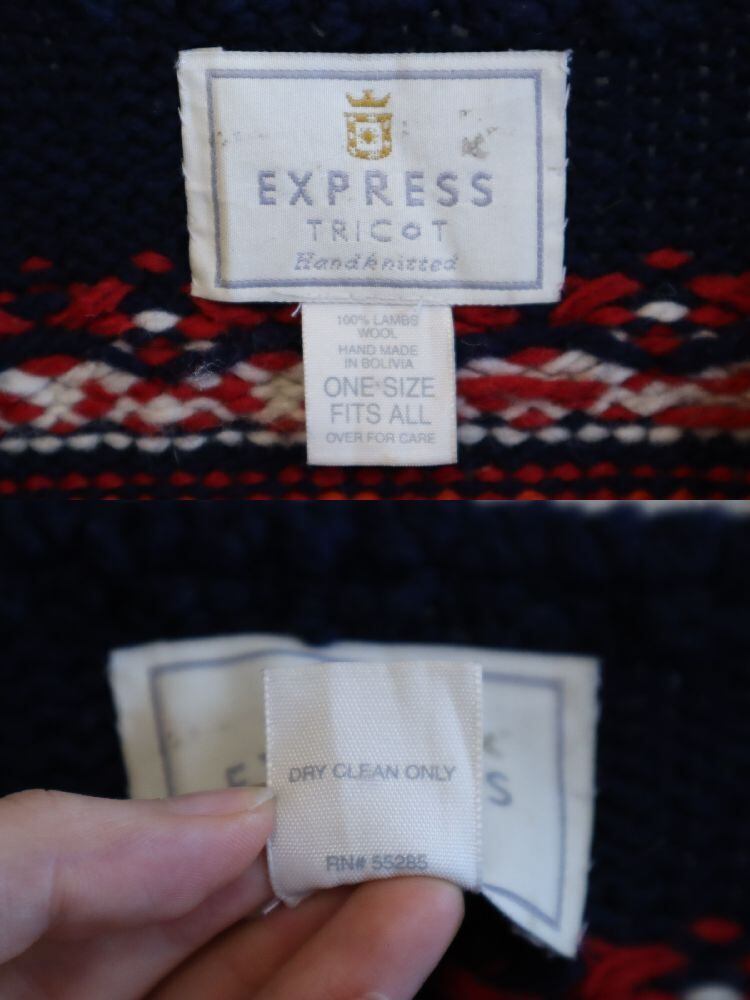 EXPRESS
TRICOT
Handknitted
100% LAMBS
WOOL
HAND MADE
IN BOLIVIA
ONE SIZE
FITS ALL
OVER FOR CARE
DRY CLEAN ONLY
RN# 55285